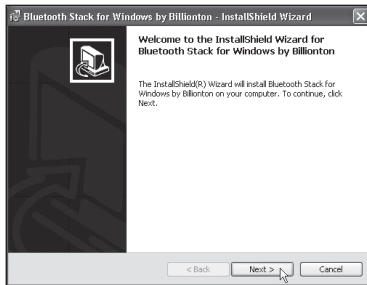 Bluetooth Stack for Windows by Billionton - InstallShield Wizard
Welcome to the InstallShield Wizard for
Bluetooth Stack for Windows by Billionton
The InstallShield(R) Wizard will install Bluetooth Stack for
Windows by Billionton on your computer. To continue, click
Next.
< Back
Next >
Cancel